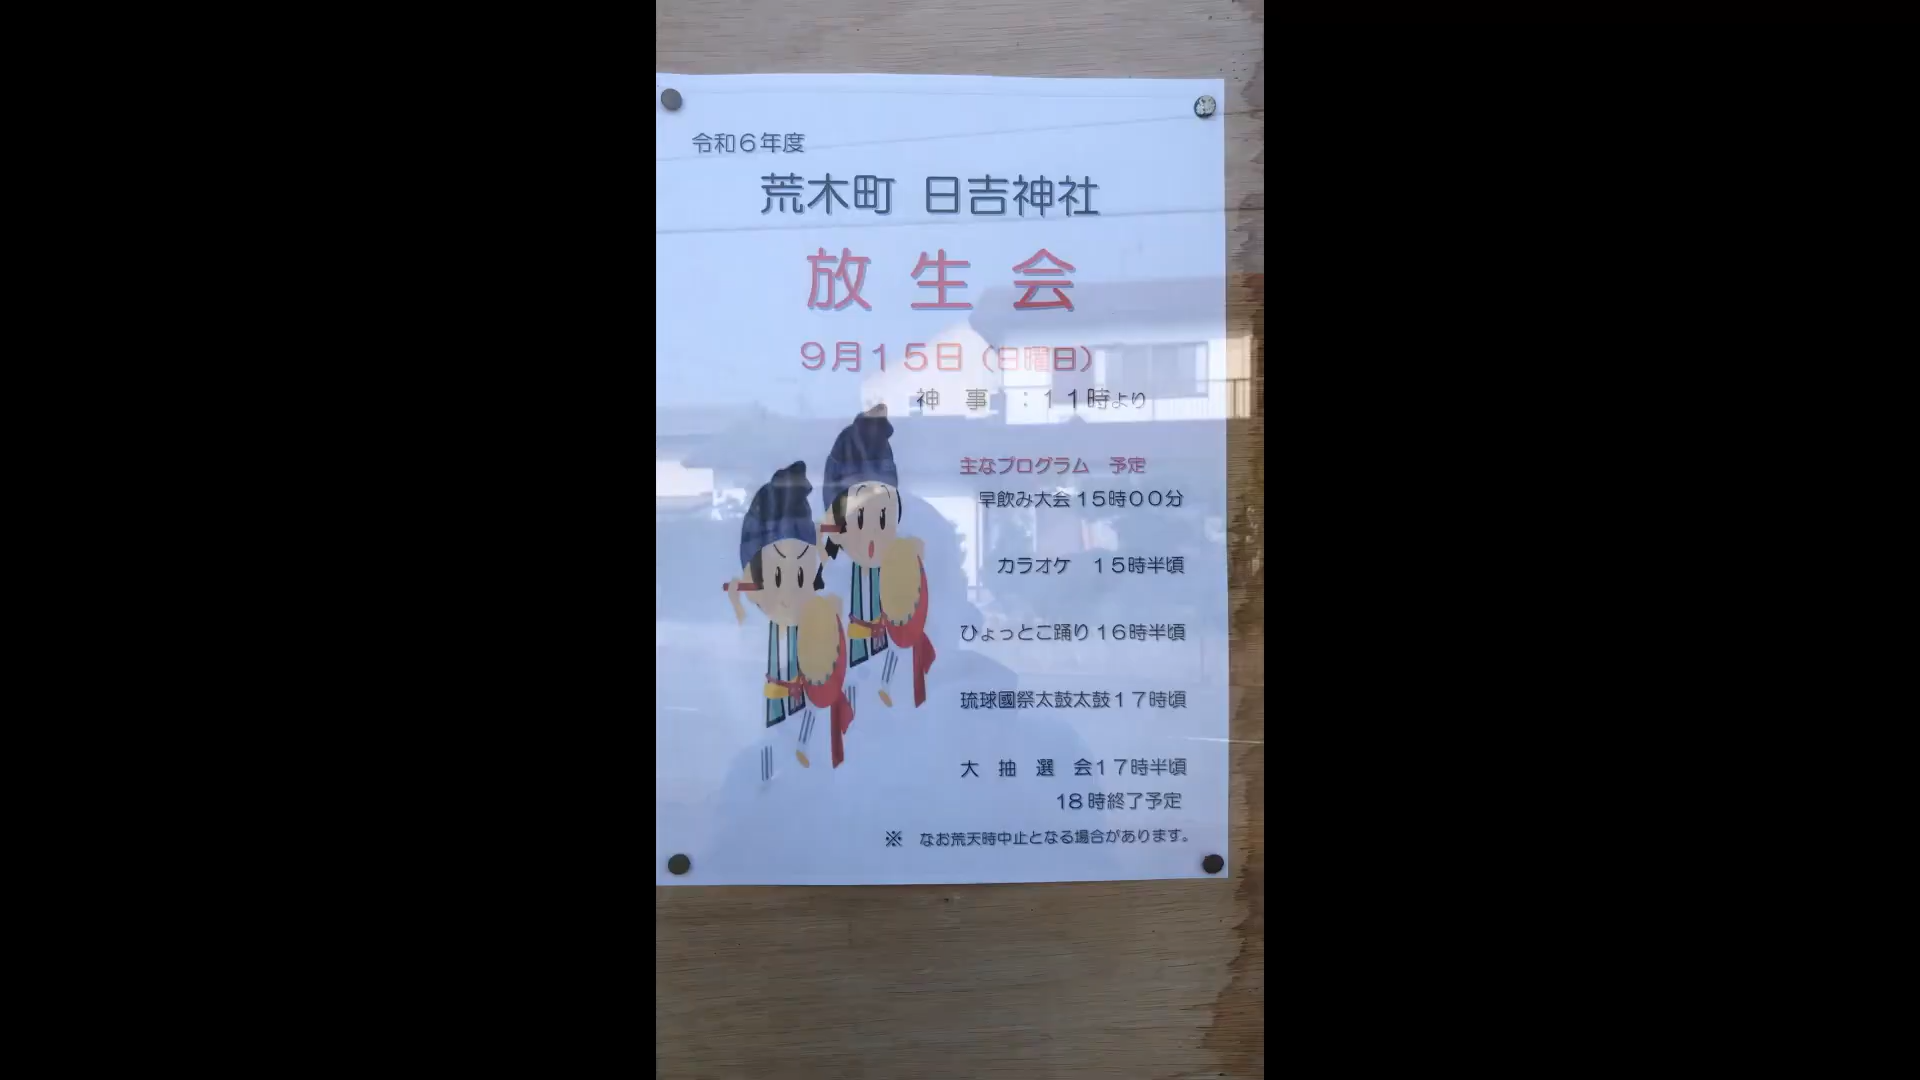 令和６年度
荒木町 日吉神社
放生会
９月１５日（日曜日）
神 事 ：１１時より
主なプログラム 予定
早飲み大会１５時００分
カラオケ １５時半頃
ひょっとこ踊り１６時半頃
琉球國祭太鼓太鼓１７時頃
大 抽 選 会１７時半頃
18時終了予定
※ なお荒天時中止となる場合があります。